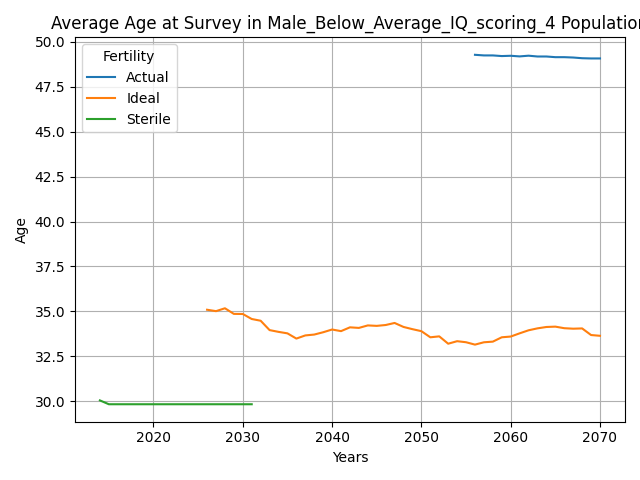 Average Age at Survey in Male_Below_Average_IQ_scoring_4 Population
Fertility
Actual
Ideal
Sterile
50.0
47.5
45.0
42.5
40.0
37.5
35.0
32.5
30.0
Age
2020 2030 2040 2050 2060 2070
Years